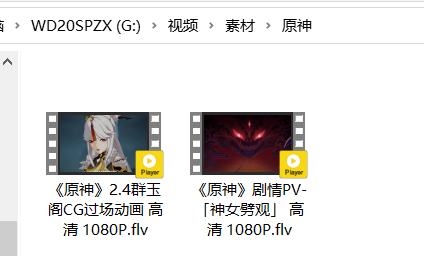 WD20SPZX (G:) › 视频 › 素材 › 原神
Player
Player
《原神》2.4群玉
阁CG过场动画 高
清 1080P.flv
《原神》剧情PV-
「神女劈观」 高
清 1080P.flv